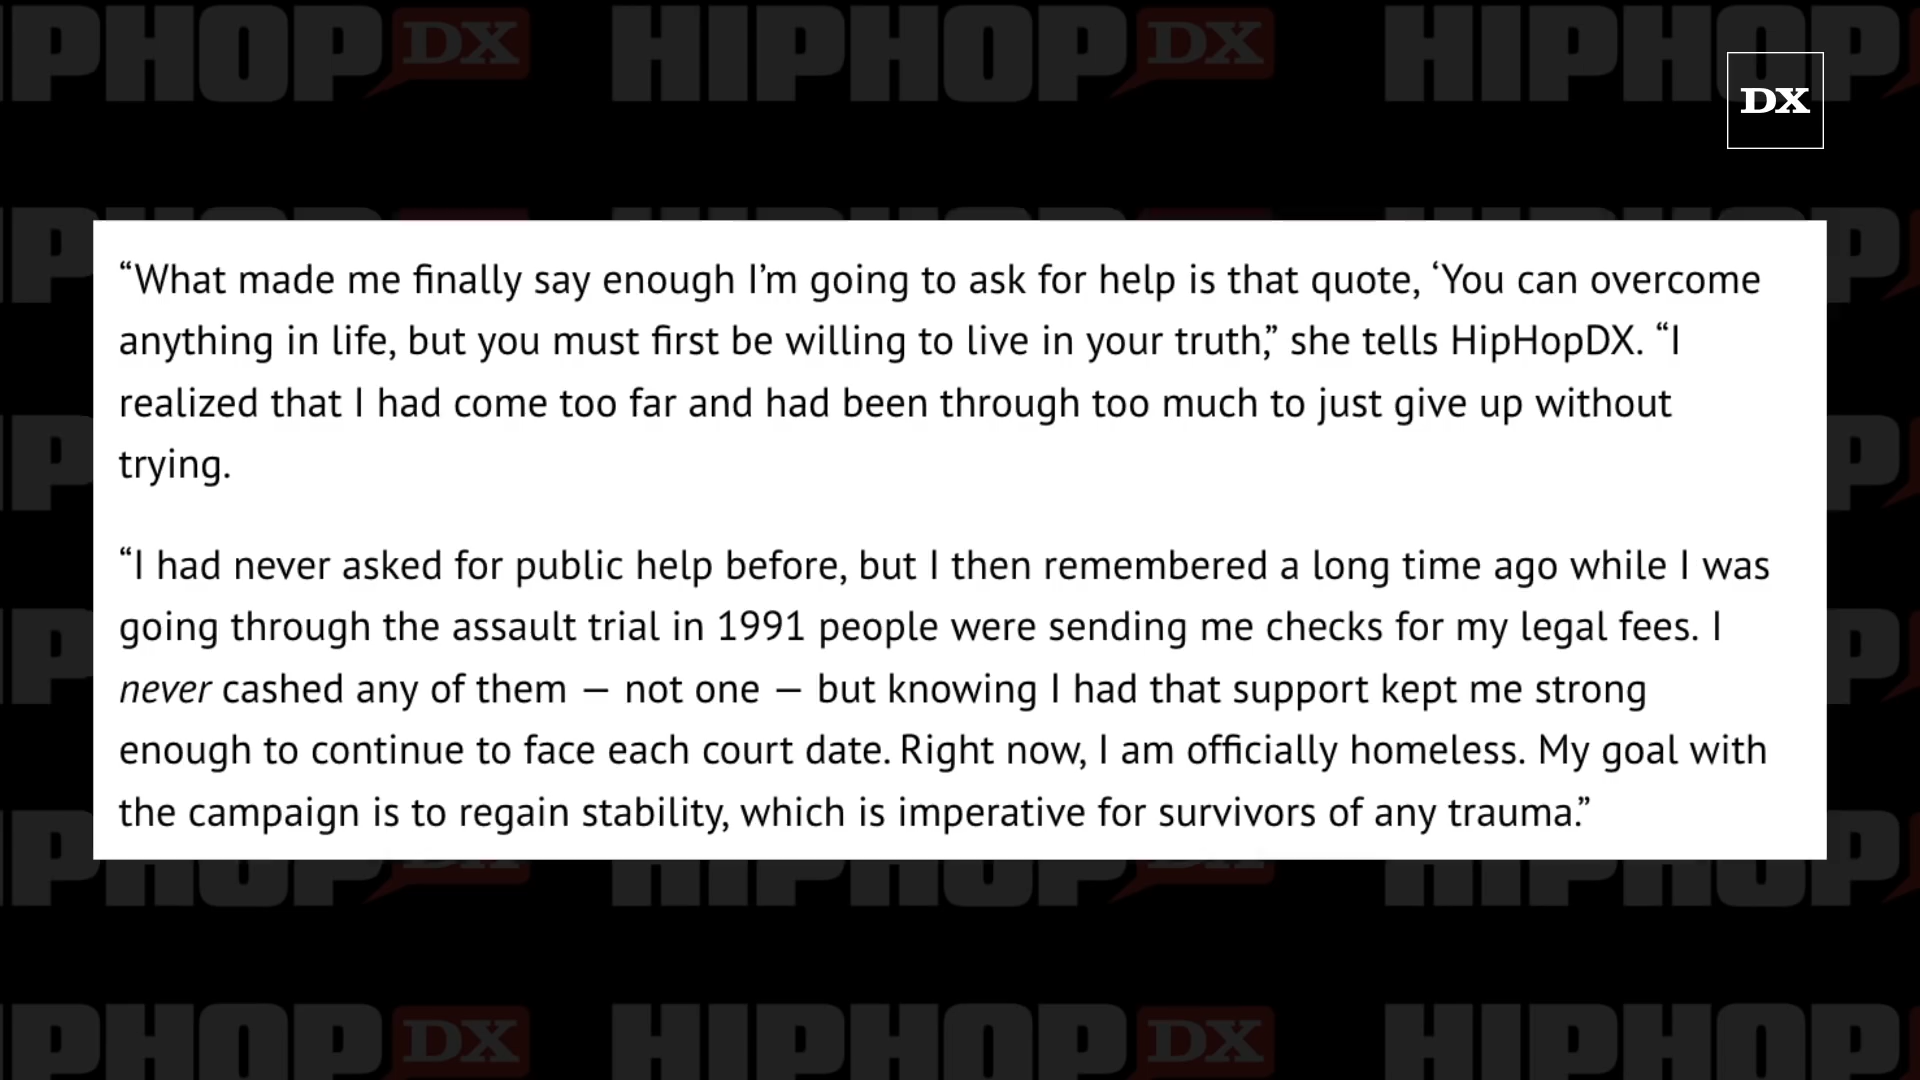 HIPHOP DX HIPHOP DX HIPHOP
DX
“What made me finally say enough I’m going to ask for help is that quote, ‘You can overcome
anything in life, but you must first be willing to live in your truth,” she tells HipHopDX. “I
realized that I had come too far and had been through too much to just give up without
trying.
“I had never asked for public help before, but I then remembered a long time ago while I was
going through the assault trial in 1991 people were sending me checks for my legal fees. I
never cashed any of them — not one — but knowing I had that support kept me strong
enough to continue to face each court date. Right now, I am officially homeless. My goal with
the campaign is to regain stability, which is imperative for survivors of any trauma.”
HIPHOP DX HIPHOP DX HIPHOP